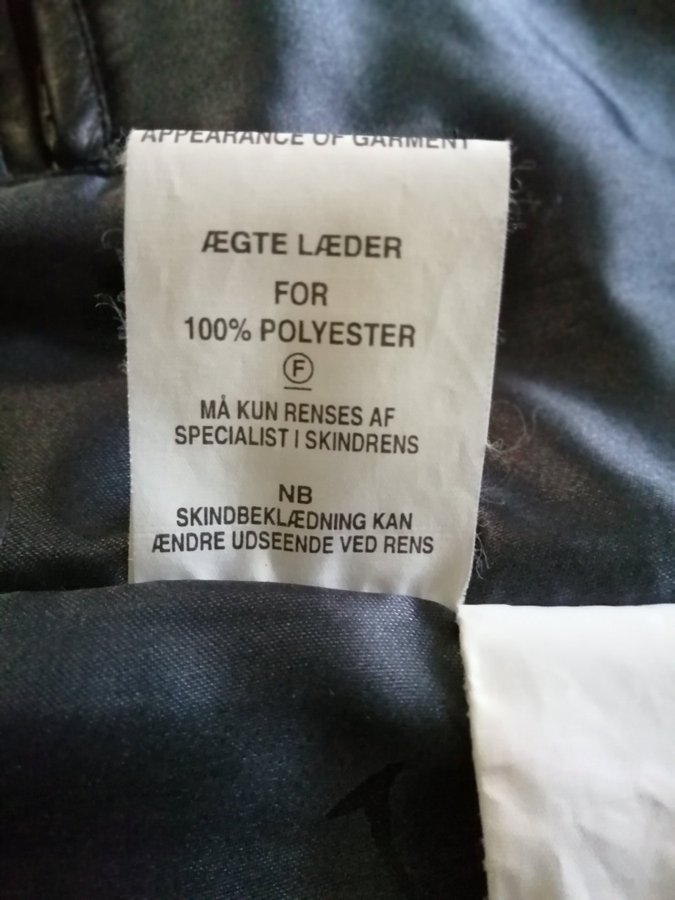 APPEARANCE OF GARMENT
ÆGTE LÆDER
FOR
100% POLYESTER
F
MÅ KUN RENSES AF
SPECIALIST I SKINDRENS
NB
SKINDBEKLÆDNING KAN
ÆNDRE UDSEENDE VED RENS